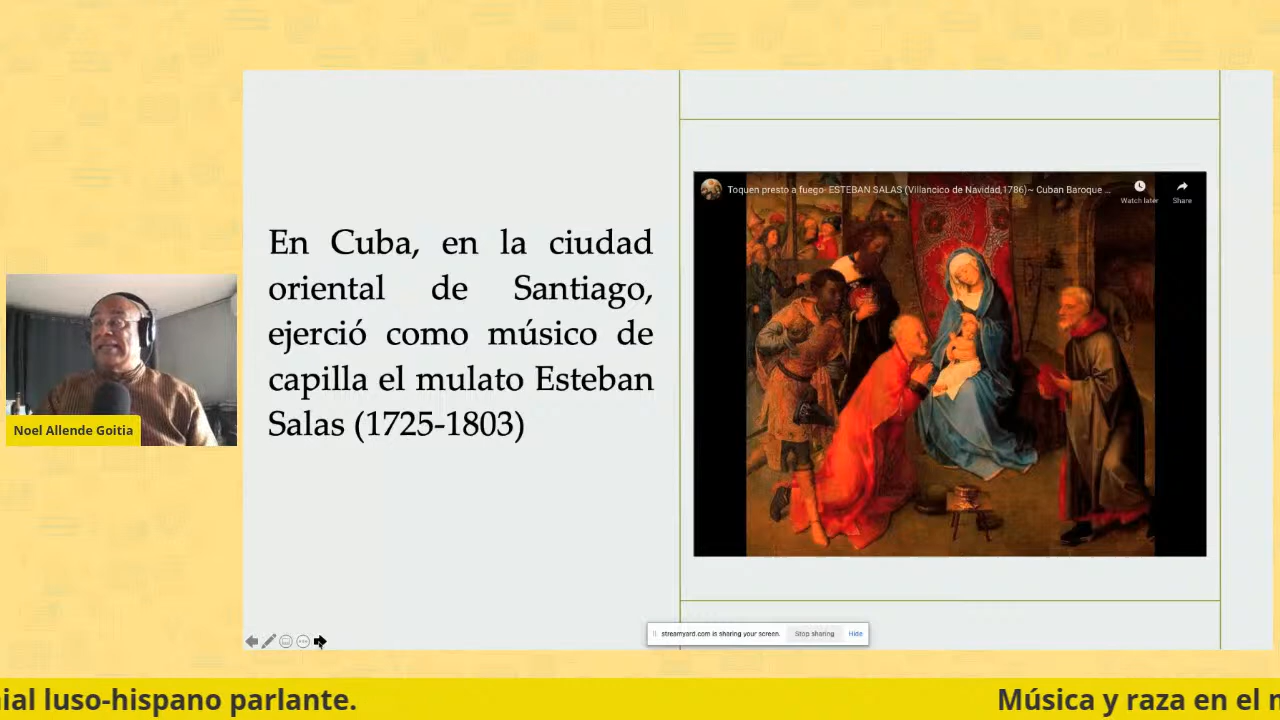 En Cuba, en la ciudad
oriental de Santiago,
ejerció como músico de
capilla el mulato Esteban
Salas (1725-1803)
Toquen presto a fuego- ESTEBAN SALAS (Villancico de Navidad,1786)~ Cuban Baroque ...
Watch later
Share
Noel Allende Goitia
streamyard.com is sharing your screen.
Stop sharing
Hide
ial luso-hispano parlante.
Música y raza en el